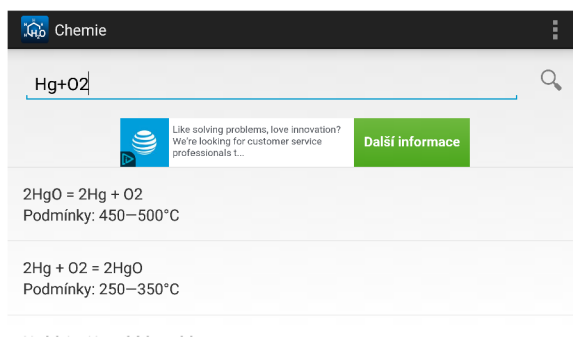 Chemie
Hg+O2
Like solving problems, love innovation?
We're looking for customer service
professionals t...
Další informace
2HgO = 2Hg + O2
Podmínky: 450—500°C
2Hg + O2 = 2HgO
Podmínky: 250—350°C